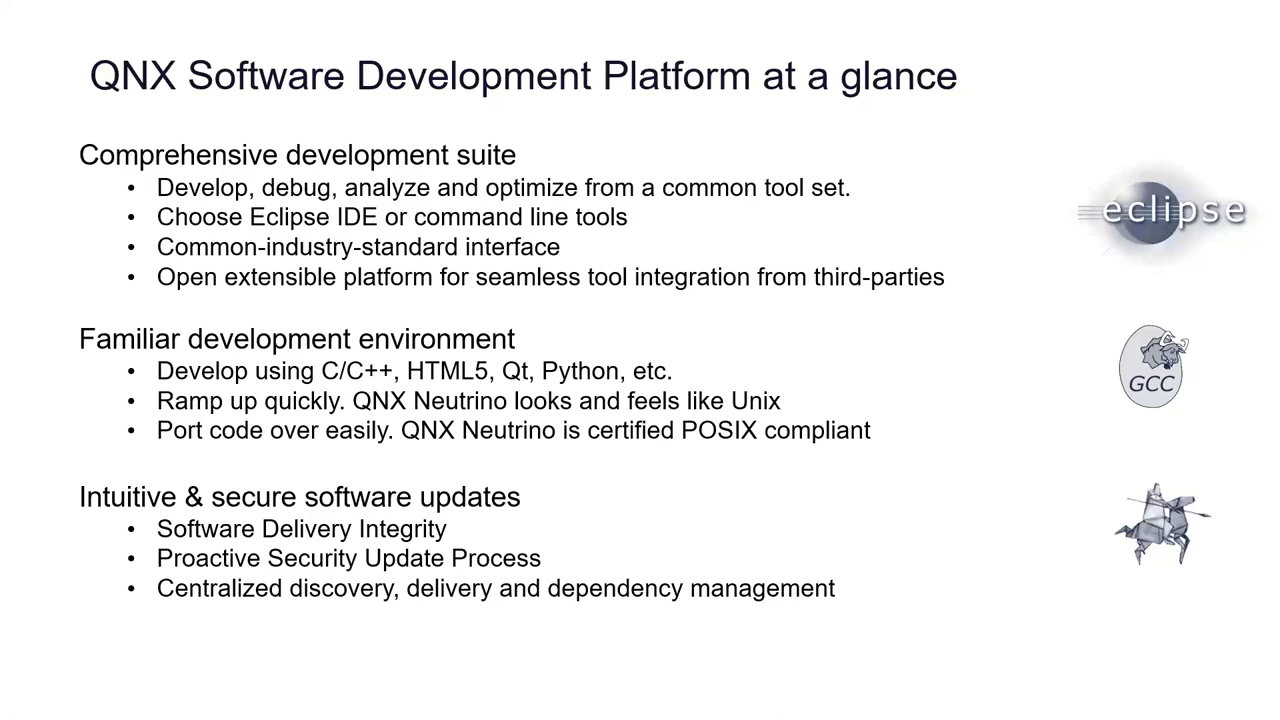 QNX Software Development Platform at a glance
Comprehensive development suite
• Develop, debug, analyze and optimize from a common tool set.
• Choose Eclipse IDE or command line tools
• Common-industry-standard interface
• Open extensible platform for seamless tool integration from third-parties
eclipse
Familiar development environment
• Develop using C/C++, HTML5, Qt, Python, etc.
• Ramp up quickly. QNX Neutrino looks and feels like Unix
• Port code over easily. QNX Neutrino is certified POSIX compliant
GCC
Intuitive & secure software updates
• Software Delivery Integrity
• Proactive Security Update Process
• Centralized discovery, delivery and dependency management